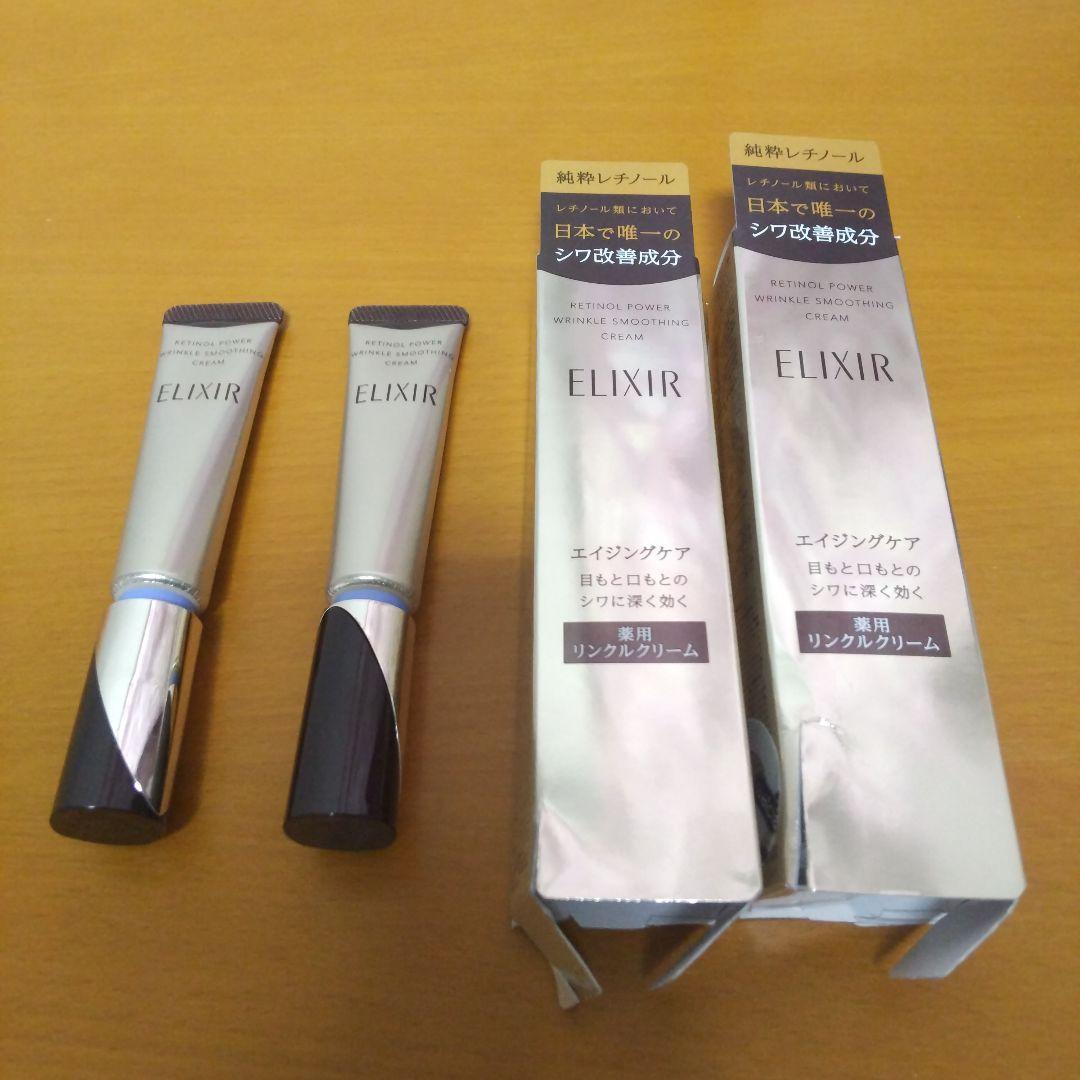 RETINOL POWER
WRINKLE SMOOTHING
CREAM
ELIXIR
RETINOL POWER
WRINKLE SMOOTHING
CREAM
ELIXIR
純粋レチノール
レチノール類において
日本で唯一の
シワ改善成分
RETINOL POWER
WRINKLE SMOOTHING
CREAM
ELIXIR
エイジングケア
目もと口もとの
シワに深く効く
薬用
リンクルクリーム
純粋レチノール
レチノール類において
日本で唯一の
シワ改善成分
RETINOL POWER
WRINKLE SMOOTHING
CREAM
ELIXIR
エイジングケア
目もと口もとの
シワに深く効く
薬用
リンクルクリーム